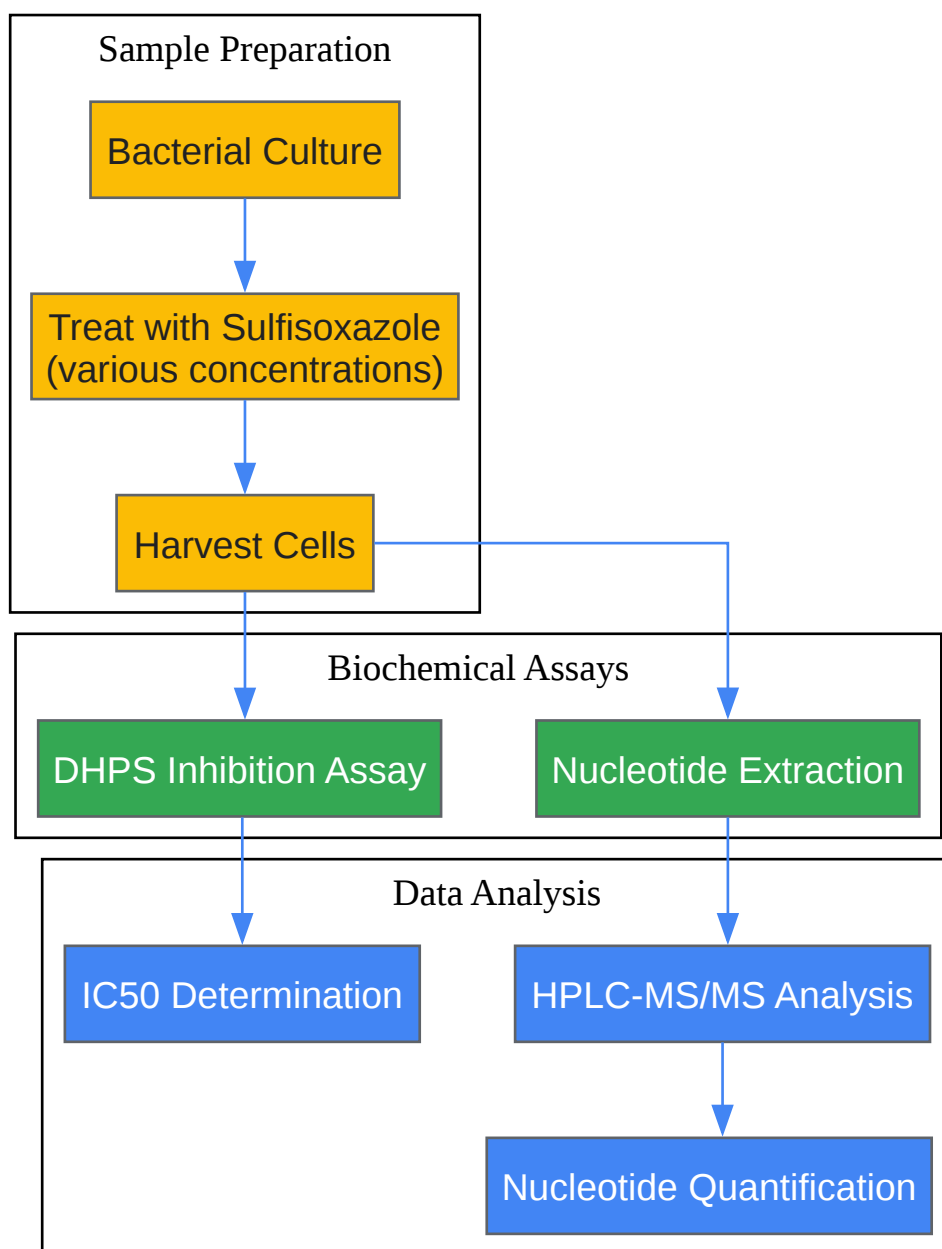 Sample Preparation
Bacterial Culture
Treat with Sulfisoxazole
(various concentrations)
Harvest Cells
Biochemical Assays
DHPS Inhibition Assay
Nucleotide Extraction
Data Analysis
IC50 Determination
HPLC-MS/MS Analysis
Nucleotide Quantification